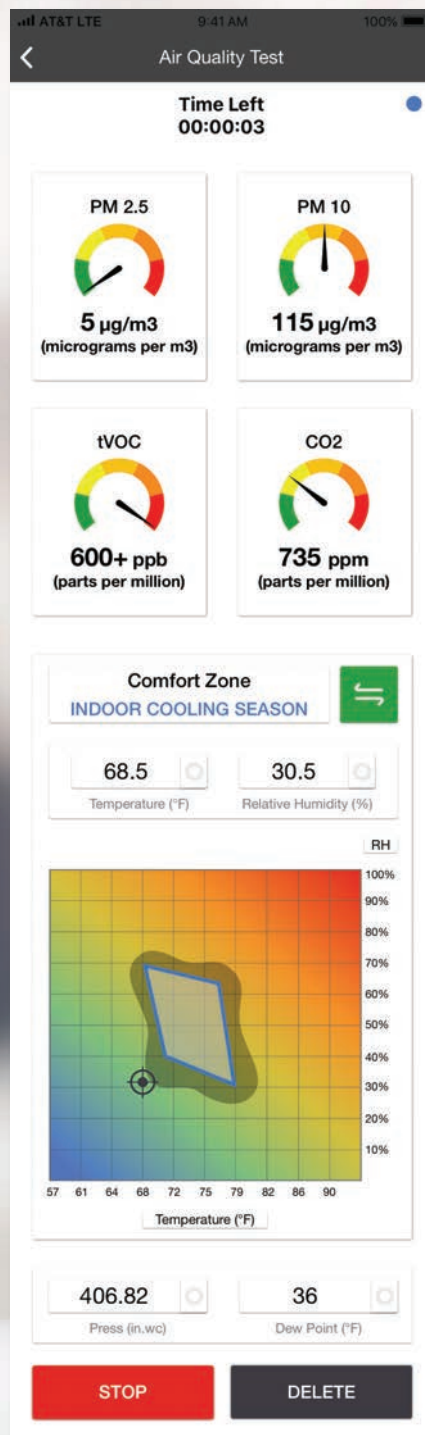 AT&T LTE 9:41 AM 100%
Air Quality Test
Time Left
00:00:03
PM 2.5
5 µg/m3
(micrograms per m3)
PM 10
115 µg/m3
(micrograms per m3)
tVOC
600+ ppb
(parts per million)
CO2
735 ppm
(parts per million)
Comfort Zone
INDOOR COOLING SEASON
68.5
Temperature (°F)
30.5
Relative Humidity (%)
RH
100%
90%
80%
70%
60%
50%
40%
30%
20%
10%
57 61 64 68 72 75 79 82 86 90
Temperature (°F)
406.82
Press (in.wc)
36
Dew Point (°F)
STOP
DELETE